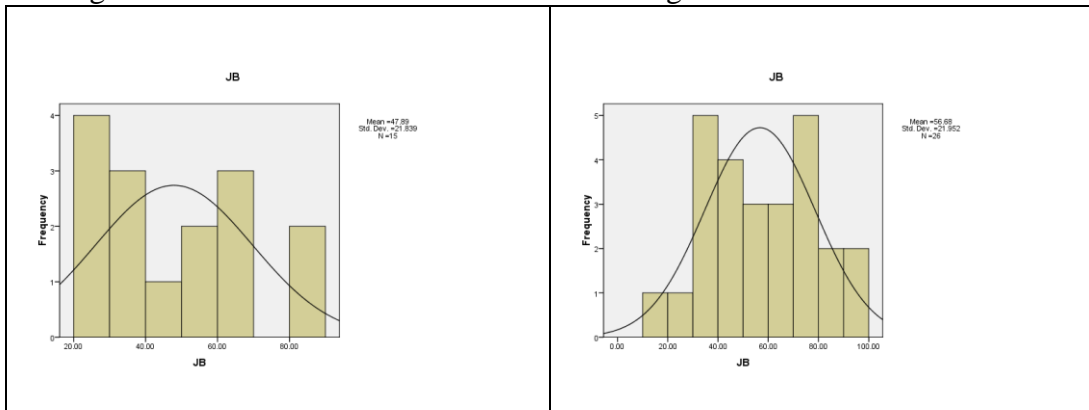 JB
Mean =47.89
Std. Dev. =21.839
N =15
Frequency
4
3
2
1
0
20.00 40.00 60.00 80.00
JB
JB
Mean =56.68
Std. Dev. =21.952
N =26
Frequency
5
4
3
2
1
0
0.00 20.00 40.00 60.00 80.00 100.00
JB